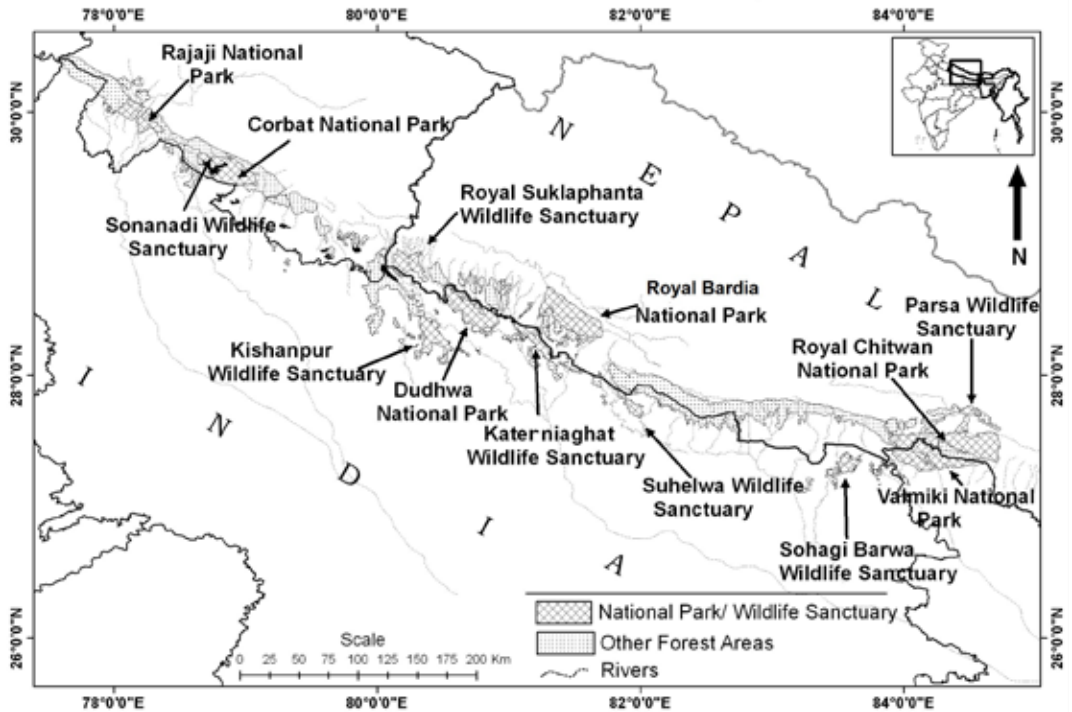 78°0'0"E
80°0'0"E
82°0'0"E
84°0'0"E
30°0'0"N
28°0'0"N
26°0'0"N
30°0'0"N
28°0'0"N
26°0'0"N
Rajaji National
Park
Corbat National Park
Sonanadi Wildlife
Sanctuary
Royal Suklaphanta
Wildlife Sanctuary
NEPAL
N
Royal Bardia
National Park
Parsa Wildlife
Sanctuary
Royal Chitwan
National Park
Kishanpur
Wildlife Sanctuary
Dudhwa
National Park
Katerniaghat
Wildlife Sanctuary
Suhelwa Wildlife
Sanctuary
Valmiki National
Park
Sohagi Barwa
Wildlife Sanctuary
INDIA
National Park/ Wildlife Sanctuary
Other Forest Areas
Rivers
Scale
0 25 50 75 100 125 150 200 Km
78°0'0"E
80°0'0"E
82°0'0"E
84°0'0"E